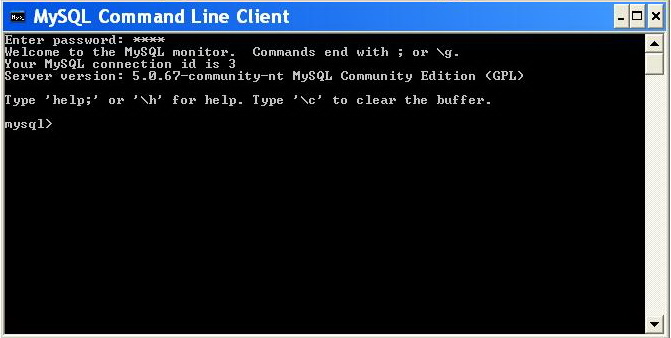 MySQL Command Line Client
Enter password: ****
Welcome to the MySQL monitor.  Commands end with ; or \g.
Your MySQL connection id is 3
Server version: 5.0.67-community-nt MySQL Community Edition (GPL)
Type 'help;' or '\h' for help. Type '\c' to clear the buffer.
mysql>